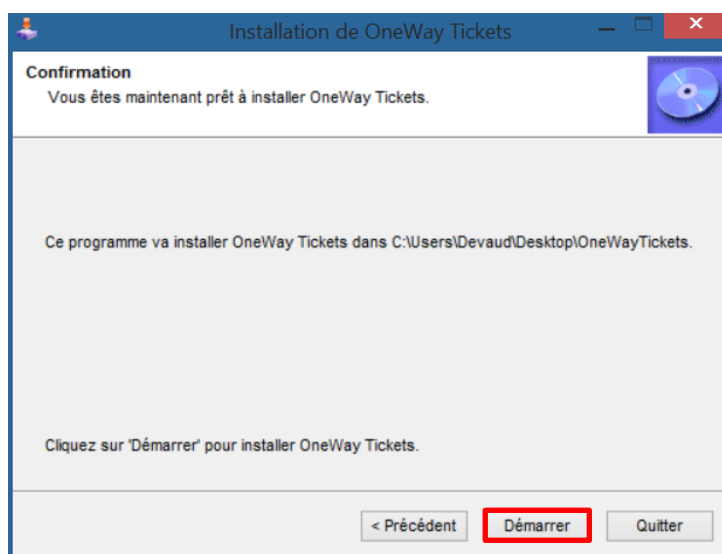 Installation de OneWay Tickets
Confirmation
Vous êtes maintenant prêt à installer OneWay Tickets.
Ce programme va installer OneWay Tickets dans C:\Users\Devaud\Desktop\OneWayTickets.
Cliquez sur 'Démarrer' pour installer OneWay Tickets.
< Précédent Démarrer Quitter